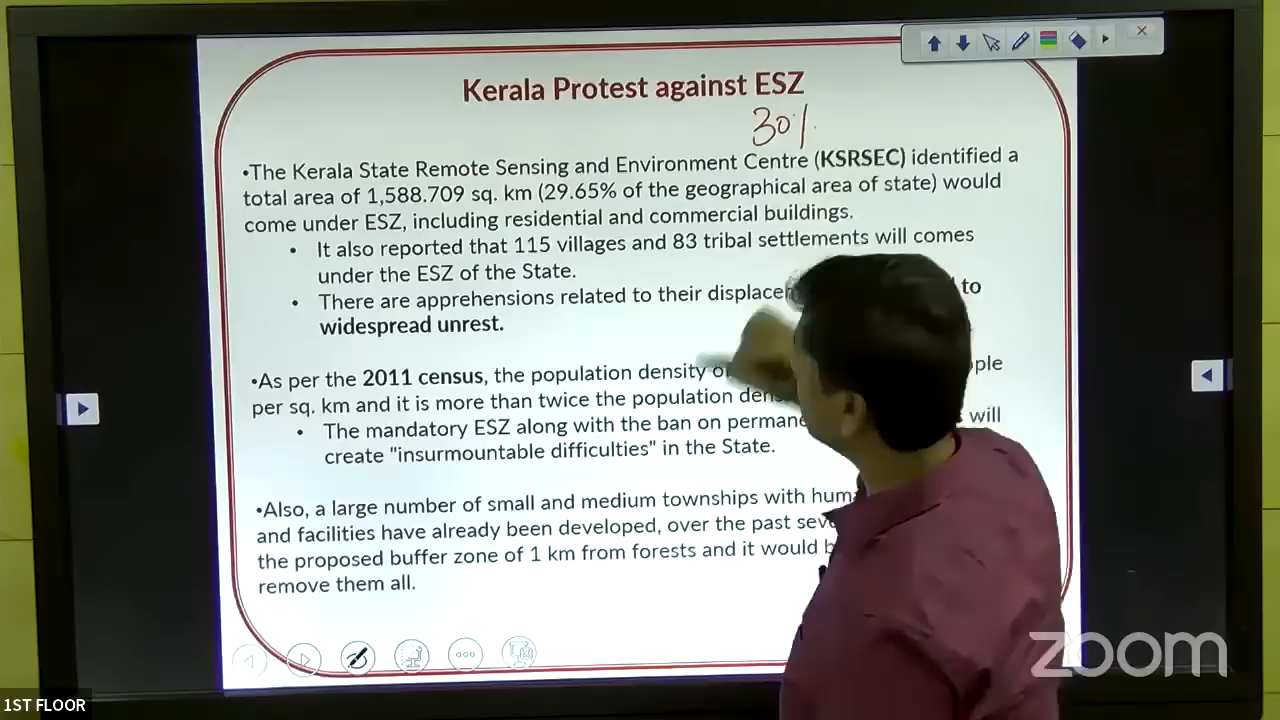 Kerala Protest against ESZ
30%
•The Kerala State Remote Sensing and Environment Centre (KSRSEC) identified a
total area of 1,588.709 sq. km (29.65% of the geographical area of state) would
come under ESZ, including residential and commercial buildings.
• It also reported that 115 villages and 83 tribal settlements will comes
under the ESZ of the State.
• There are apprehensions related to their to
widespread unrest.
•As per the 2011 census, the population density
per sq. km and it is more than twice the population
• The mandatory ESZ along with the ban on will
create "insurmountable difficulties" in the State.
•Also, a large number of small and medium townships with
and facilities have already been developed, over the past
the proposed buffer zone of 1 km from forests and it would
remove them all.
zoom
1ST FLOOR